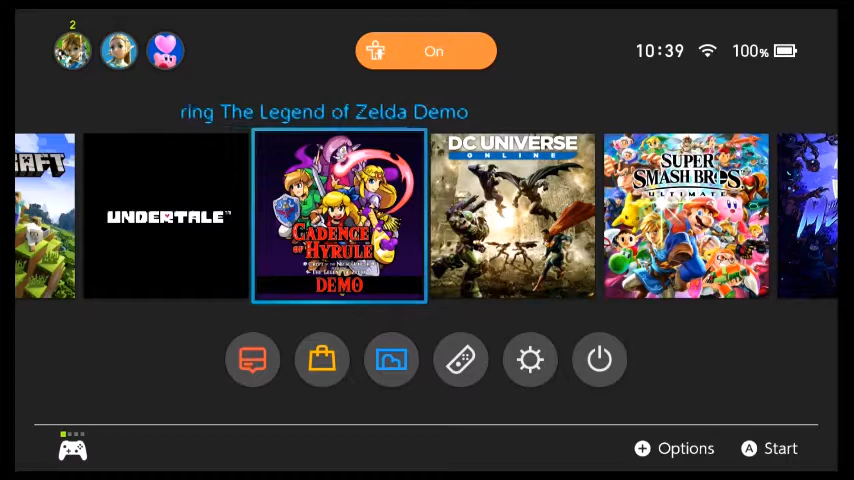 2
On
10:39
100%
ring The Legend of Zelda Demo
UNDERTALE
CADENCE
OF HYRULE
DEMO
DC UNIVERSE
ONLINE
SUPER
SMASH BROS.
ULTIMATE
Options
Start